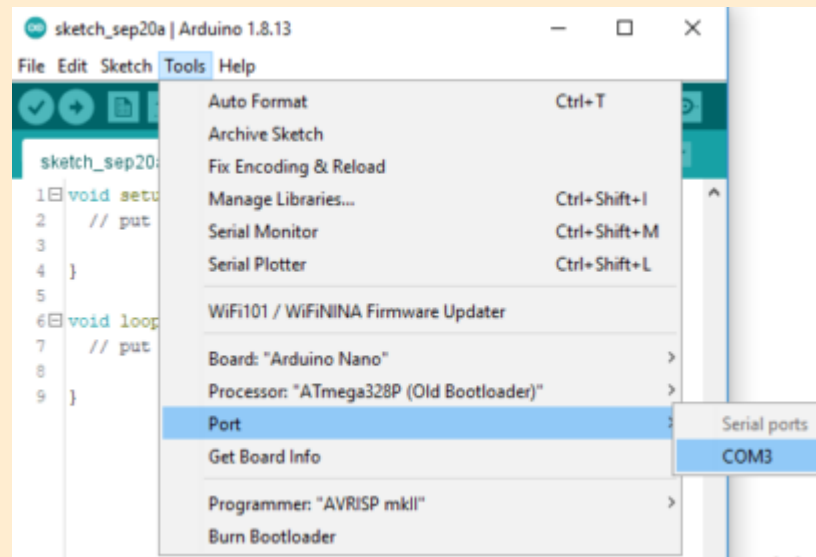 sketch_sep20a | Arduino 1.8.13
File Edit Sketch Tools Help
Auto Format Ctrl+T
Archive Sketch
sketch_sep20a
Fix Encoding & Reload
1 void setu
Manage Libraries... Ctrl+Shift+I
2 // put
Serial Monitor Ctrl+Shift+M
3
4 }
Serial Plotter Ctrl+Shift+L
5
6 void loop
WiFi101 / WiFiNINA Firmware Updater
7 // put
Board: "Arduino Nano"
8
Processor: "ATmega328P (Old Bootloader)"
9 }
Port
Serial ports
Get Board Info
COM3
Programmer: "AVRISP mkII"
Burn Bootloader